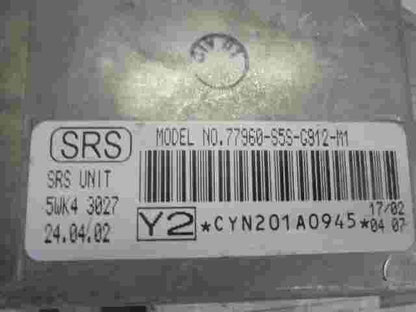 SRS
MODEL NO.77960-S5S-G912-M1
SRS UNIT
5WK4 3027
24.04.02
Y2
*CYN201A0945*
17/02
04 07